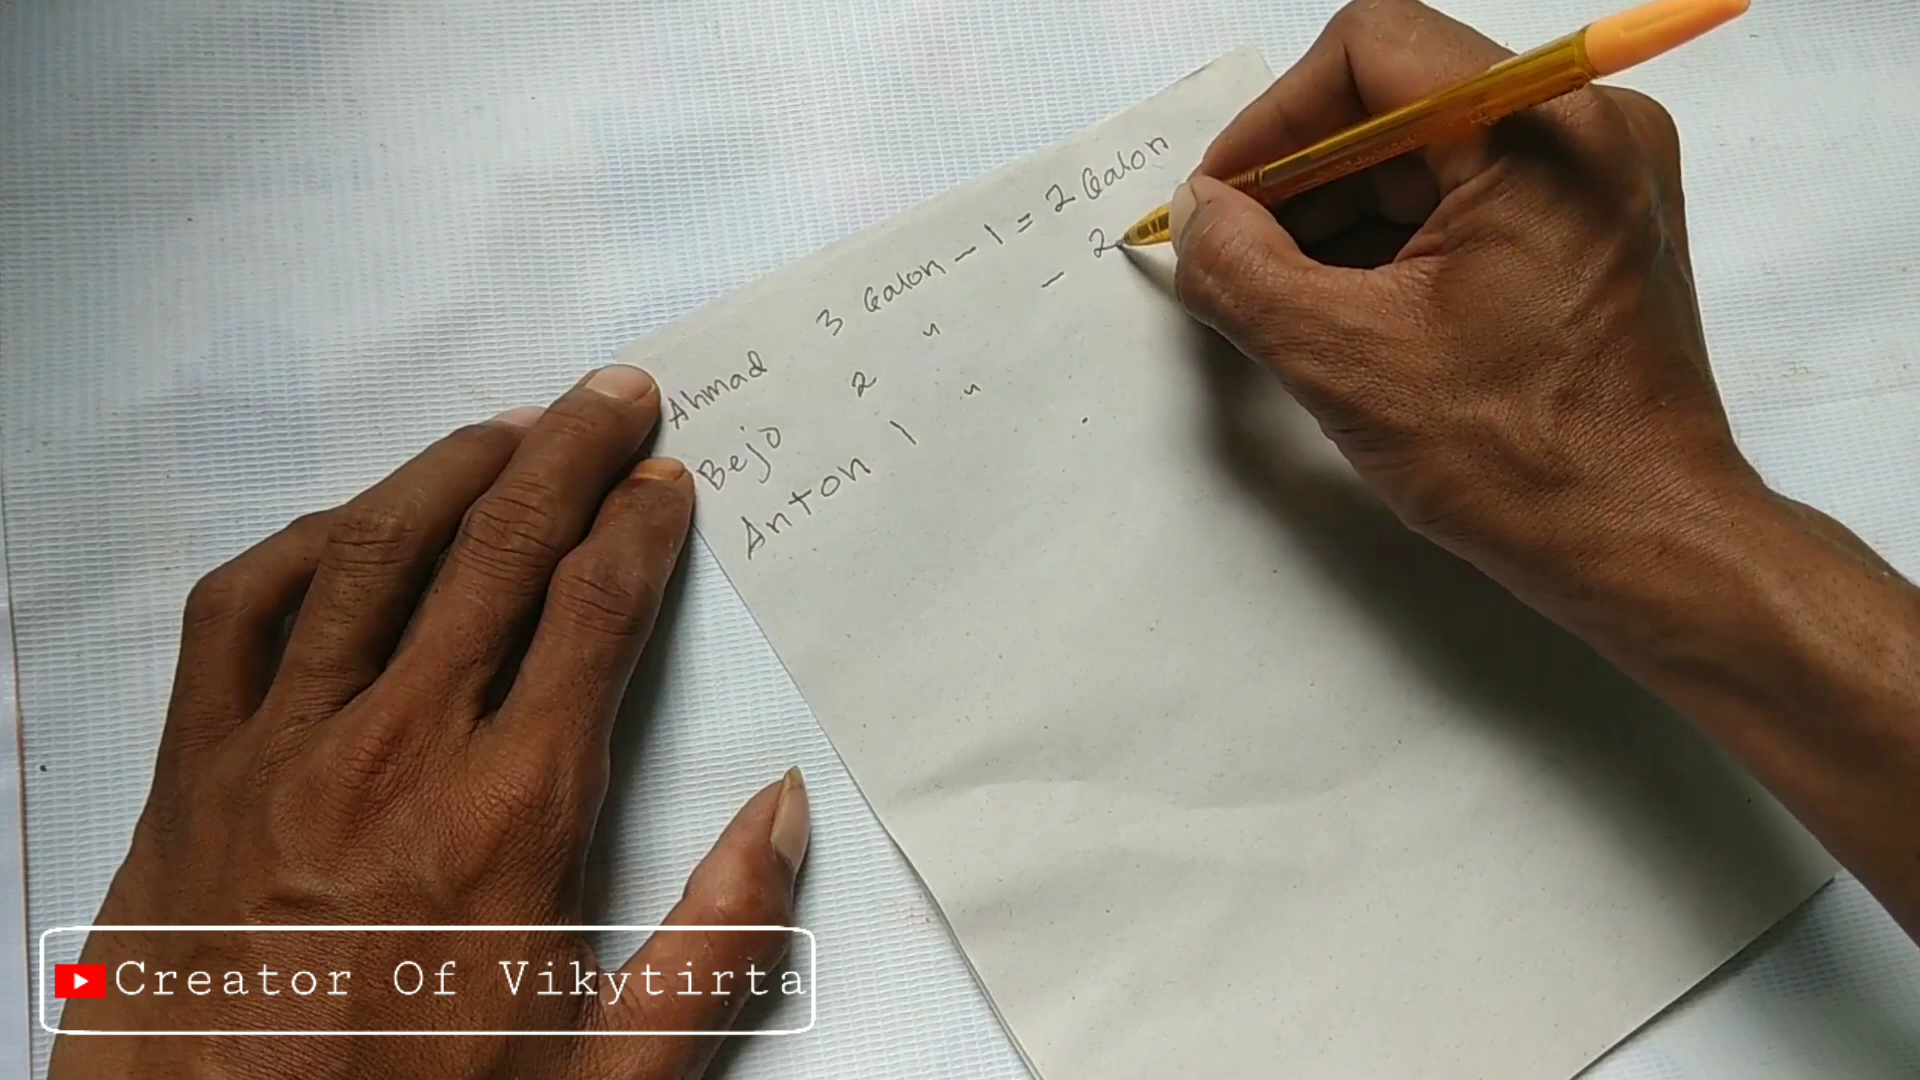 Ahmad 3 Galon - 1 = 2 Galon
Bejo 2 " - 2
Anton 1 "
Creator Of Vikytirta